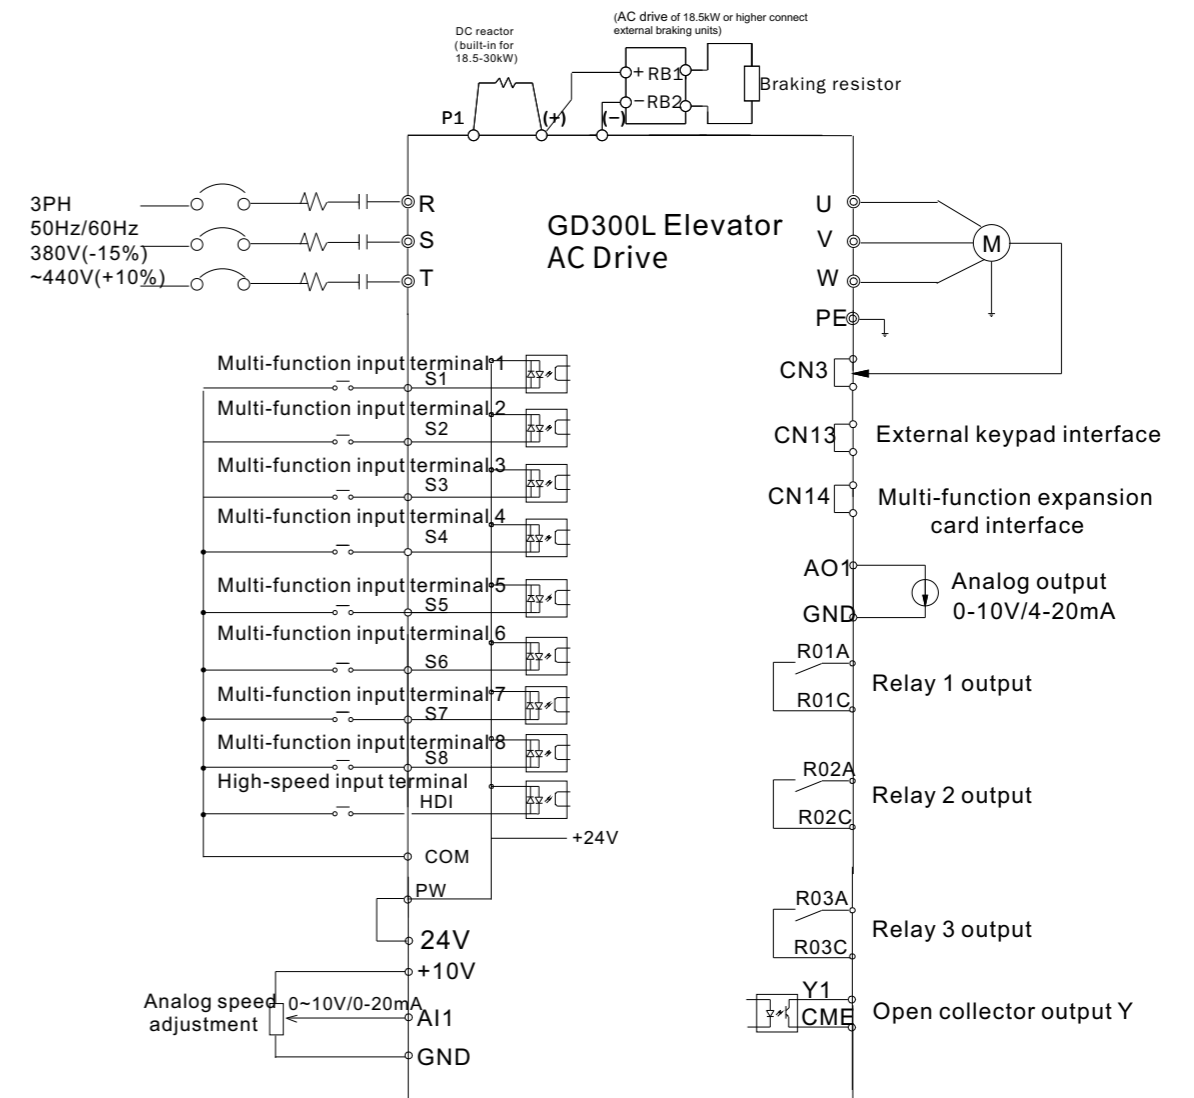 (AC drive of 18.5kW or higher connect
external braking units)
DC reactor
(built-in for
18.5-30kW)
+ RB1
Braking resistor
− RB2
P1
(+)
(−)
3PH
50Hz/60Hz
380V(-15%)
~440V(+10%)
R
S
T
GD300L Elevator
AC Drive
U
V
W
PE
M
CN3
CN13
External keypad interface
CN14
Multi-function expansion
card interface
AO1
GND
Analog output
0-10V/4-20mA
R01A
R01C
Relay 1 output
R02A
R02C
Relay 2 output
R03A
R03C
Relay 3 output
Y1
CME
Open collector output Y
Multi-function input terminal 1
S1
Multi-function input terminal 2
S2
Multi-function input terminal 3
S3
Multi-function input terminal 4
S4
Multi-function input terminal 5
S5
Multi-function input terminal 6
S6
Multi-function input terminal 7
S7
Multi-function input terminal 8
S8
High-speed input terminal
HDI
+24V
COM
PW
24V
+10V
Analog speed
adjustment
0~10V/0-20mA
AI1
GND